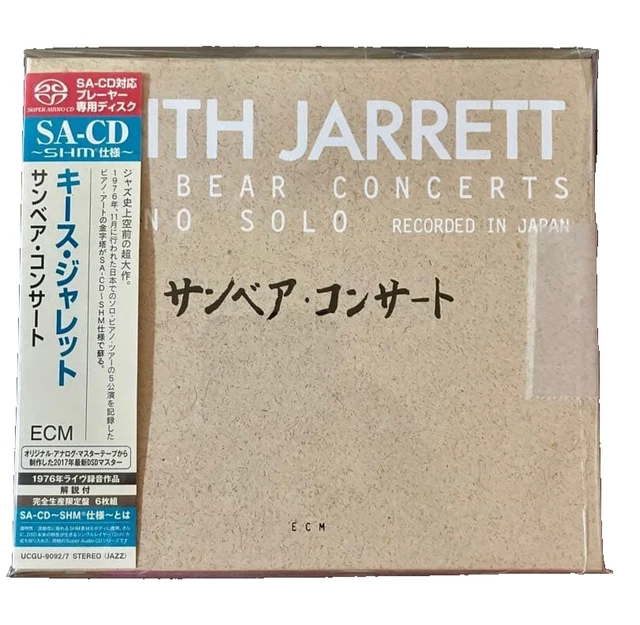 SUPER AUDIO CD
SA-CD対応
プレーヤー
専用ディスク
SA-CD
~SHM®仕様~
キース・ジャレット
サンベア・コンサート
ジャズ史上空前の超大作。
1976年、11月に行われた日本でのソロ・ピアノ・ツアーの5公演を記録した
ピアノ・アートの金字塔がSA-CD~SHM仕様で蘇る。
ECM
オリジナル・アナログ・マスターテープから
制作した2017年最新DSDマスター
1976年ライヴ録音作品
解説付
完全生産限定盤 6枚組
SA-CD~SHM®仕様~とは
UCGU-9092/7 STEREO (JAZZ)
ITH JARRETT
BEAR CONCERTS
NO SOLO RECORDED IN JAPAN
サンベア・コンサート
ECM